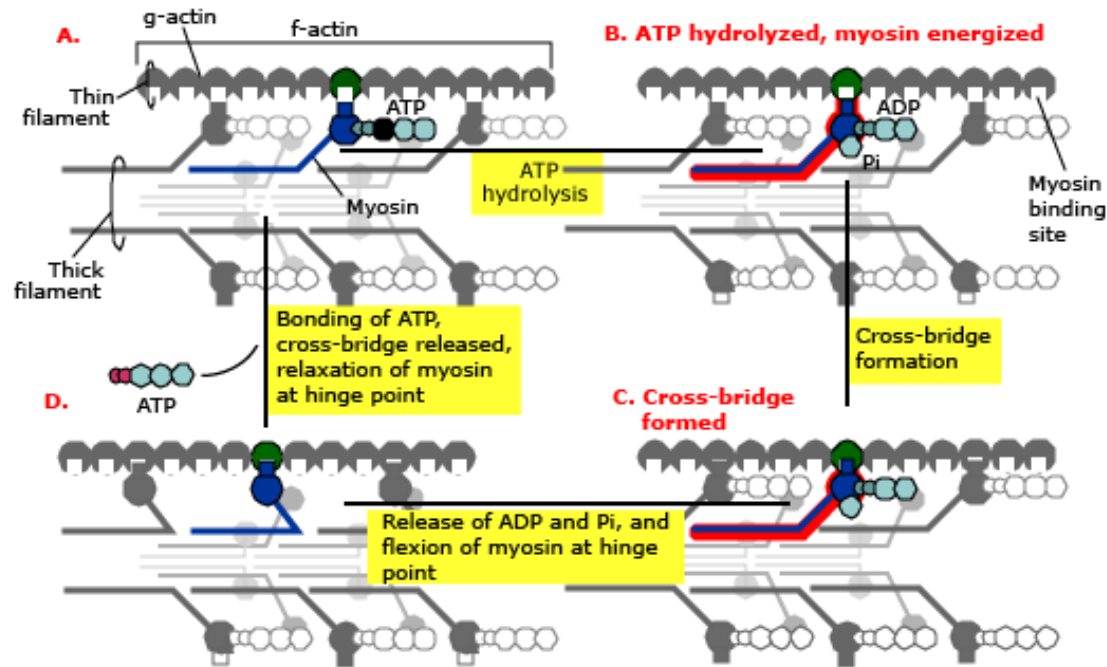 A.
g-actin
f-actin
Thin
filament
ATP
Myosin
Thick
filament
ATP
hydrolysis
B. ATP hydrolyzed, myosin energized
ADP
Pi
Myosin
binding
site
Bonding of ATP,
cross-bridge released,
relaxation of myosin
at hinge point
ATP
Cross-bridge
formation
D.
C. Cross-bridge
formed
Release of ADP and Pi, and
flexion of myosin at hinge
point